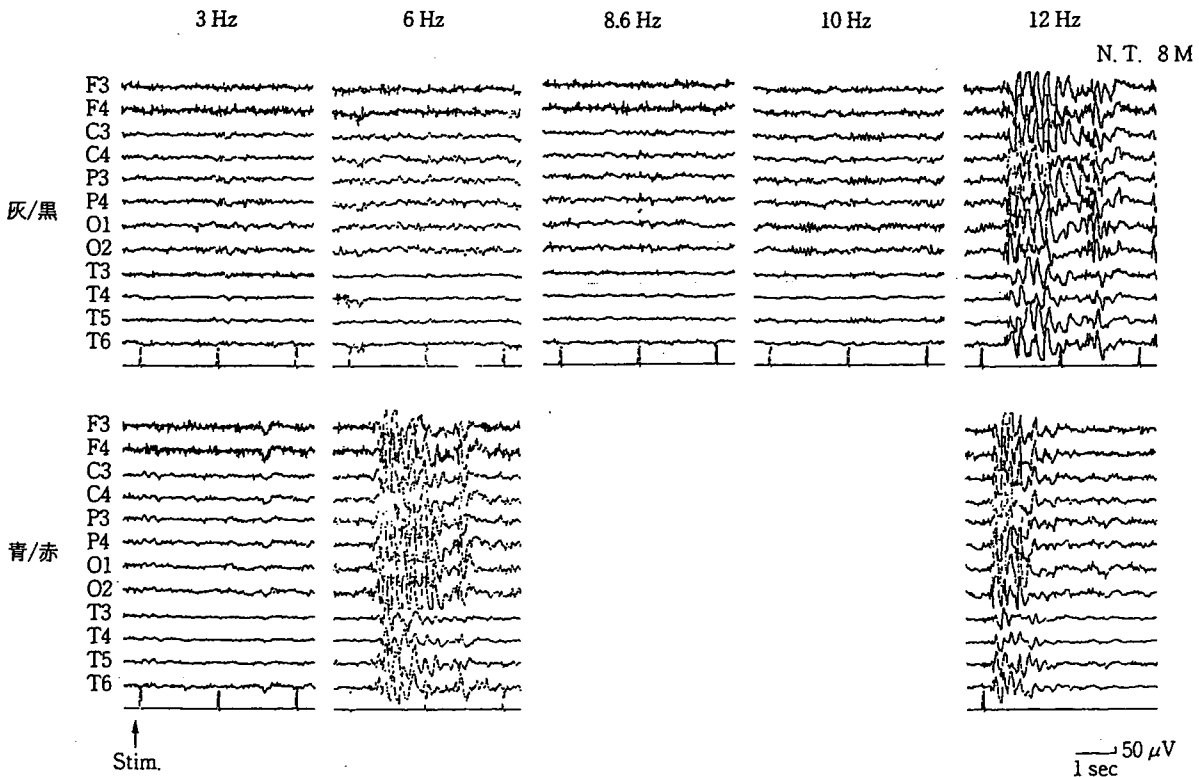 3 Hz 6 Hz 8.6 Hz 10 Hz 12 Hz
N. T. 8 M
灰/黒
F3
F4
C3
C4
P3
P4
O1
O2
T3
T4
T5
T6
青/赤
F3
F4
C3
C4
P3
P4
O1
O2
T3
T4
T5
T6
Stim.
50 μV
1 sec